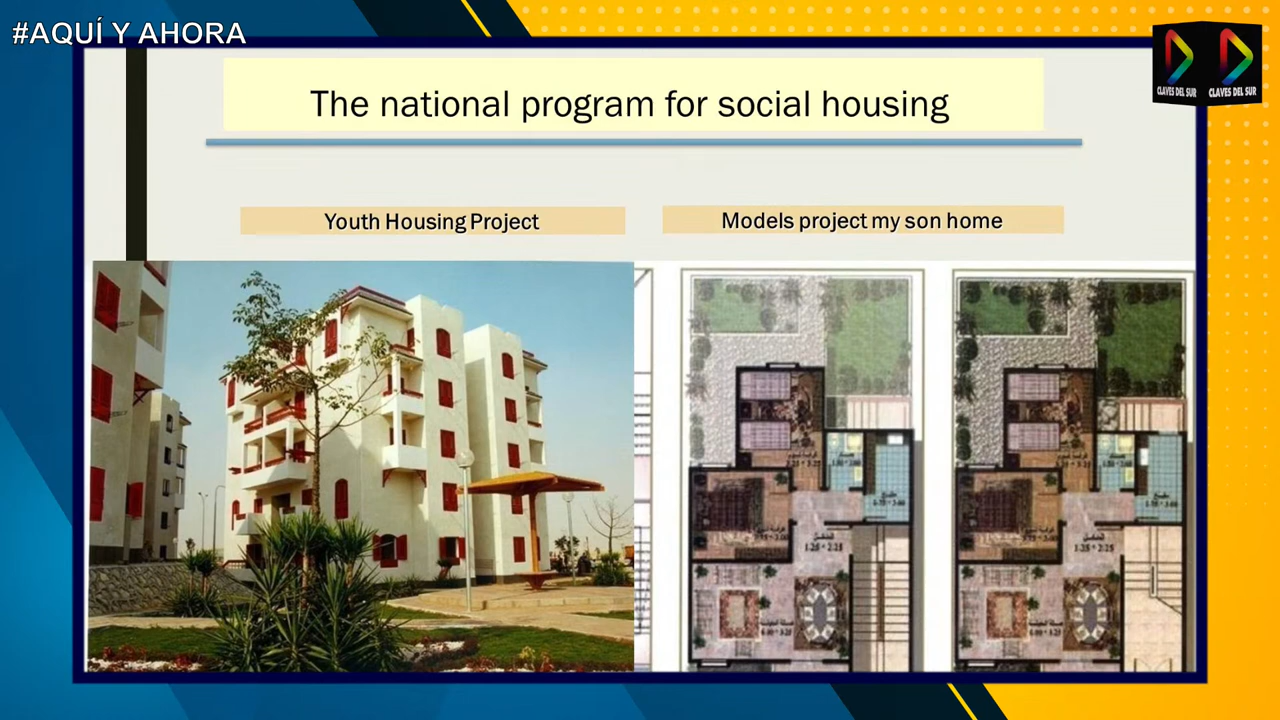 #AQUÍ Y AHORA
CLAVES DEL SUR
CLAVES DEL SUR
The national program for social housing
Youth Housing Project
Models project my son home
1.25 * 2.25
1.25 * 2.25